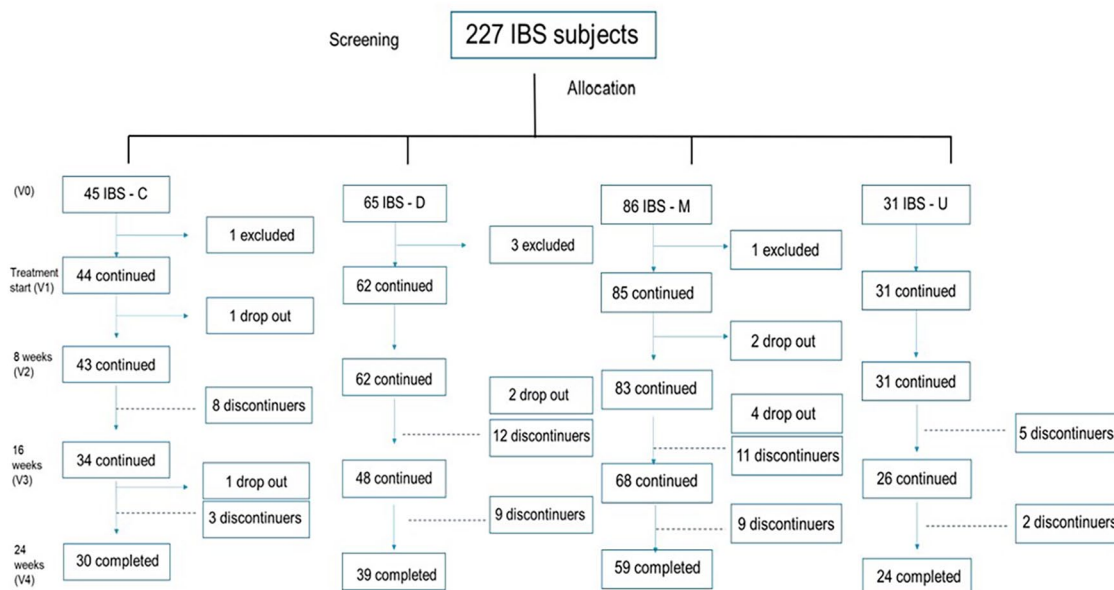 Screening
227 IBS subjects
Allocation
(V0)
45 IBS - C
65 IBS - D
86 IBS - M
31 IBS - U
1 excluded
3 excluded
1 excluded
Treatment
start (V1)
44 continued
62 continued
85 continued
31 continued
1 drop out
2 drop out
8 weeks
(V2)
43 continued
62 continued
83 continued
31 continued
8 discontinuers
2 drop out
12 discontinuers
4 drop out
11 discontinuers
5 discontinuers
16
weeks
(V3)
34 continued
48 continued
68 continued
26 continued
1 drop out
3 discontinuers
9 discontinuers
9 discontinuers
2 discontinuers
24
weeks
(V4)
30 completed
39 completed
59 completed
24 completed